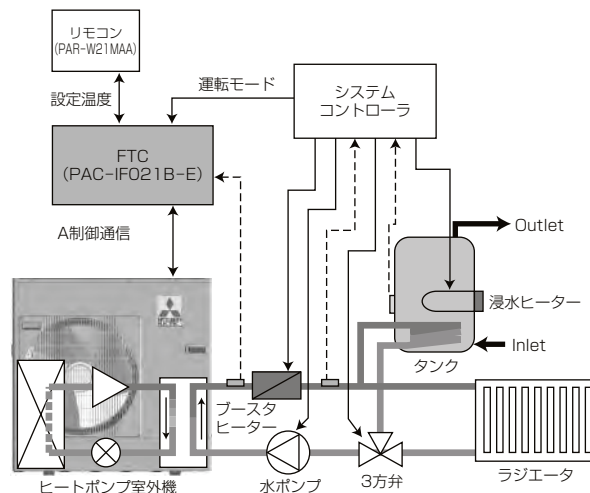 リモコン
(PAR-W21MAA)
設定温度
運転モード
システム
コントローラ
FTC
(PAC-IF021B-E)
A制御通信
Outlet
浸水ヒーター
Inlet
タンク
ブースタ
ヒーター
ヒートポンプ室外機
水ポンプ
3方弁
ラジエータ